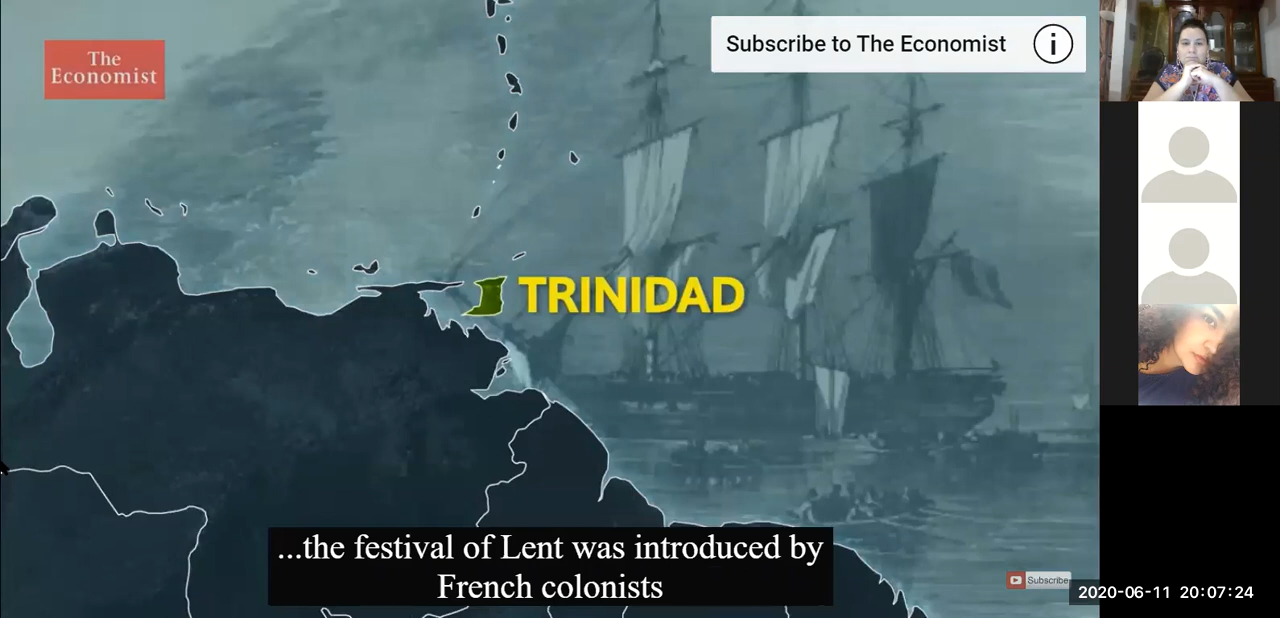 The
Economist
Subscribe to The Economist
TRINIDAD
...the festival of Lent was introduced by
French colonists
Subscribe
2020-06-11 20:07:24